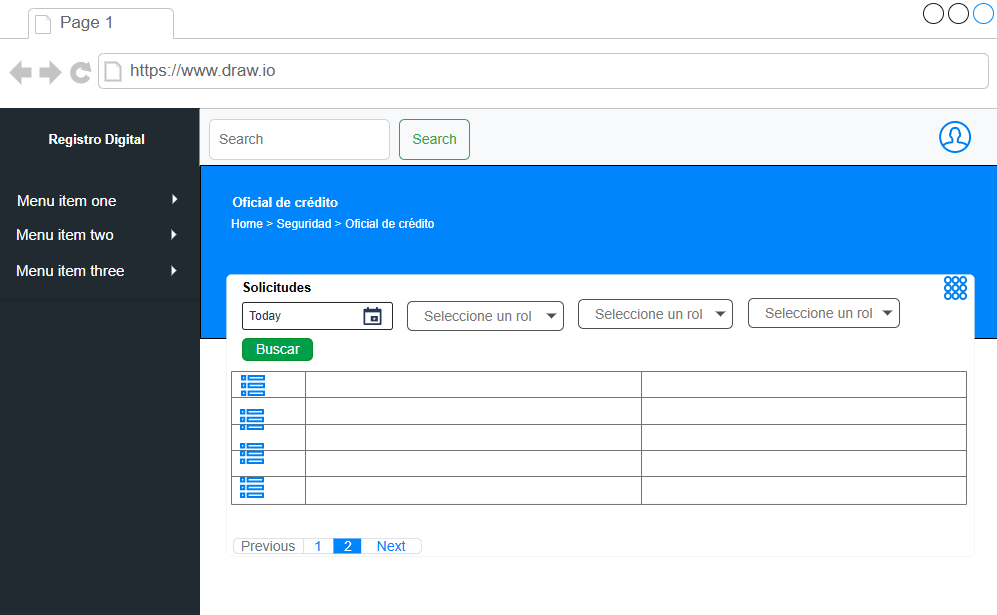 Page 1
https://www.draw.io
Registro Digital
Search
Search
Menu item one
Menu item two
Menu item three
Oficial de crédito
Home > Seguridad > Oficial de crédito
Solicitudes
Today
Seleccione un rol
Seleccione un rol
Seleccione un rol
Buscar
Previous 1 2 Next